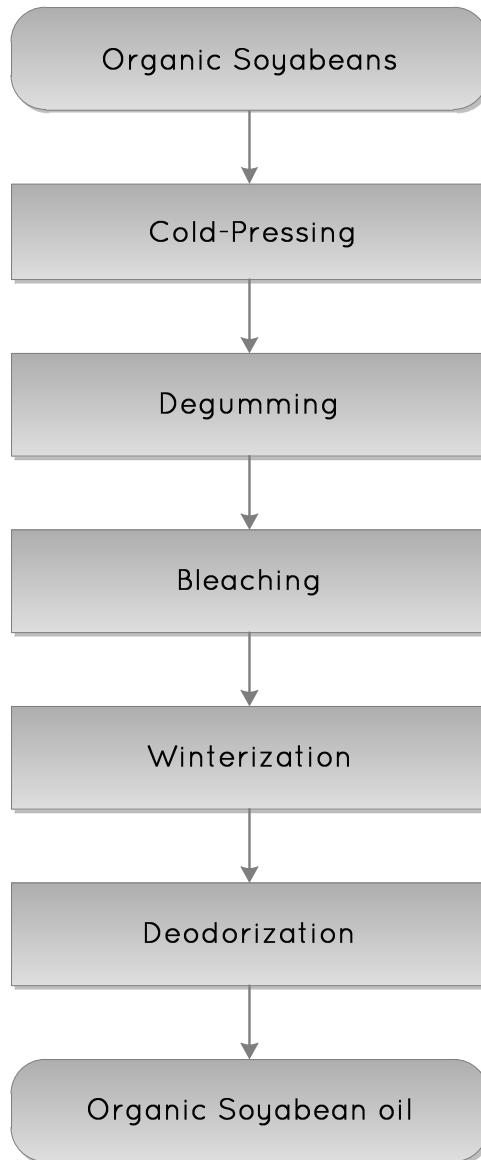 Organic Soyabeans
Cold-Pressing
Degumming
Bleaching
Winterization
Deodorization
Organic Soyabean oil